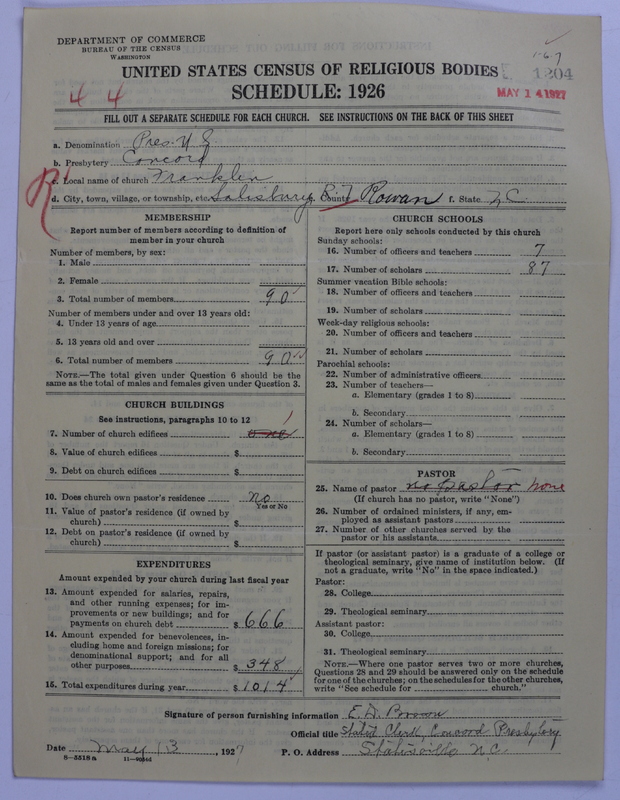 DEPARTMENT OF COMMERCE
BUREAU OF THE CENSUS
WASHINGTON
1-6-7
1204
UNITED STATES CENSUS OF RELIGIOUS BODIES
MAY 14 1927
4 4
SCHEDULE: 1926
FILL OUT A SEPARATE SCHEDULE FOR EACH CHURCH. SEE INSTRUCTIONS ON THE BACK OF THIS SHEET
a. Denomination Pres. U S
b. Presbytery Concord
R
c. Local name of church Franklin
d. City, town, village, or township, etc. Salisbury, R. 7 e. County Rowan f. State N C
MEMBERSHIP
Report number of members according to definition of
member in your church
Number of members, by sex:
1. Male
2. Female
3. Total number of members 90
Number of members under and over 13 years old:
4. Under 13 years of age
5. 13 years old and over
6. Total number of members 90
NOTE.—The total given under Question 6 should be the
same as the total of males and females given under Question 3.
CHURCH BUILDINGS
See instructions, paragraphs 10 to 12
1
7. Number of church edifices one
8. Value of church edifices $
9. Debt on church edifices $
10. Does church own pastor's residence no
Yes or No
11. Value of pastor's residence (if owned by
church) $
12. Debt on pastor's residence (if owned by
church) $
EXPENDITURES
Amount expended by your church during last fiscal year
13. Amount expended for salaries, repairs,
and other running expenses; for im-
provements or new buildings; and for
payments on church debt $ 666
14. Amount expended for benevolences, in-
cluding home and foreign missions; for
denominational support; and for all
other purposes $ 348
15. Total expenditures during year $ 1014
CHURCH SCHOOLS
Report here only schools conducted by this church
Sunday schools:
16. Number of officers and teachers 7
17. Number of scholars 87
Summer vacation Bible schools:
18. Number of officers and teachers
19. Number of scholars
Week-day religious schools:
20. Number of officers and teachers
21. Number of scholars
Parochial schools:
22. Number of administrative officers
23. Number of teachers—
a. Elementary (grades 1 to 8)
b. Secondary
24. Number of scholars—
a. Elementary (grades 1 to 8)
b. Secondary
PASTOR
25. Name of pastor no pastor None
(If church has no pastor, write "None")
26. Number of ordained ministers, if any, em-
ployed as assistant pastors
27. Number of other churches served by the
pastor or his assistants
If pastor (or assistant pastor) is a graduate of a college or
theological seminary, give name of institution below. (If
not a graduate, write "No" in the space indicated.)
Pastor:
28. College
29. Theological seminary
Assistant pastor:
30. College
31. Theological seminary
NOTE.—Where one pastor serves two or more churches,
Questions 28 and 29 should be answered only on the schedule
for one of the churches; on the schedules for the other churches,
write "See schedule for church."
Signature of person furnishing information E. D. Brown
Official title Stated Clerk, Concord Presbytery
Date May 13, 1927 P. O. Address Statesville N.C.
8-5518a 11-90546